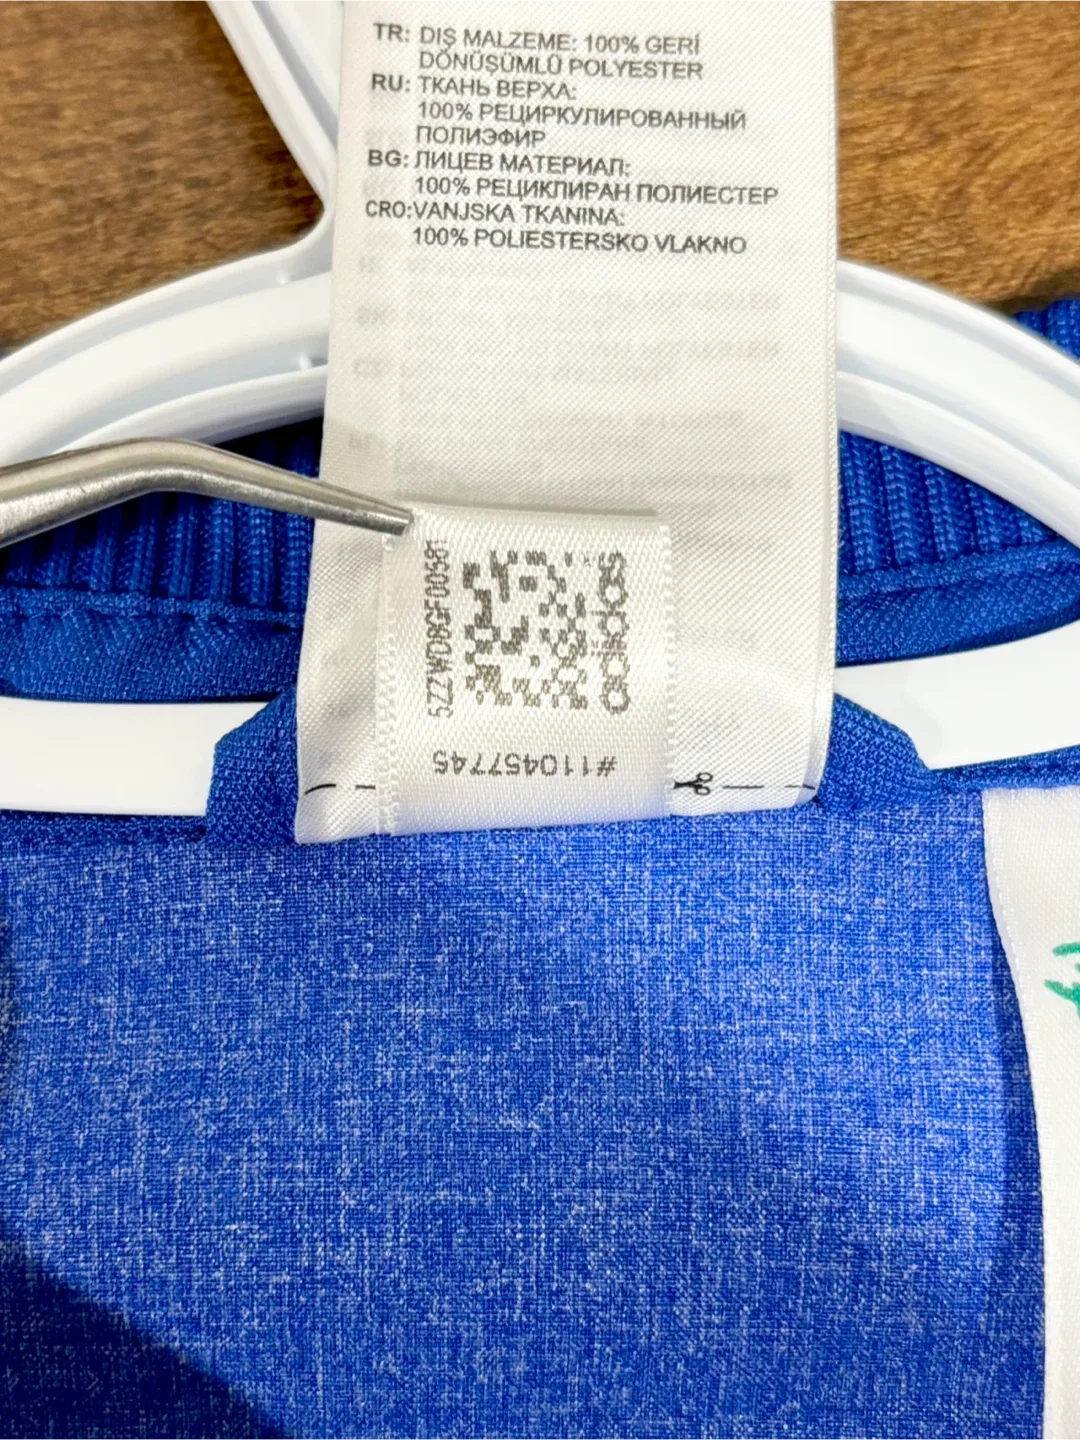 TR: DIŞ MALZEME: 100% GERİ
DÖNÜŞÜMLÜ POLYESTER
RU: ТКАНЬ ВЕРХА:
100% РЕЦИРКУЛИРОВАННЫЙ
ПОЛИЭФИР
BG: ЛИЦЕВ МАТЕРИАЛ:
100% РЕЦИКЛИРАН ПОЛИЕСТЕР
CRO: VANJSKA TKANINA:
100% POLIESTERSKO VLAKNO
5ZZWD8GF00581
adidas
#110457745